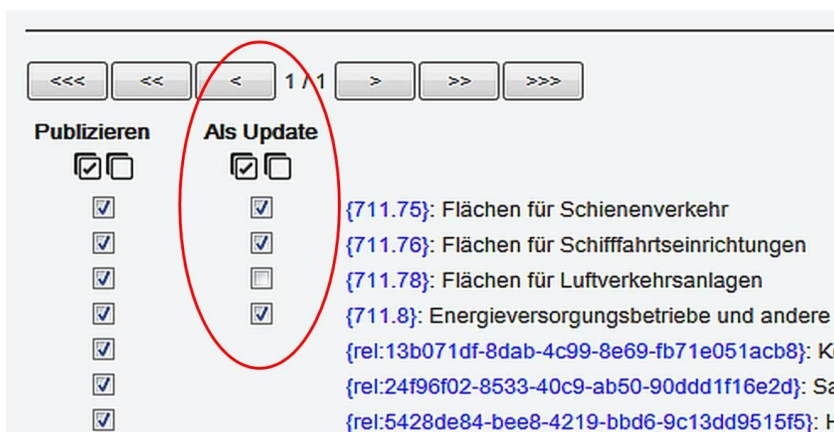 <<< << < 1 / 1 > >> >>>
Publizieren Als Update
{711.75}: Flächen für Schienenverkehr
{711.76}: Flächen für Schifffahrtseinrichtungen
{711.78}: Flächen für Luftverkehrsanlagen
{711.8}: Energieversorgungsbetriebe und andere
{rel:13b071df-8dab-4c99-8e69-fb71e051acb8}:
{rel:24f96f02-8533-40c9-ab50-90ddd1f16e2d}: Sa
{rel:5428de84-bee8-4219-bbd6-9c13dd9515f5}: H